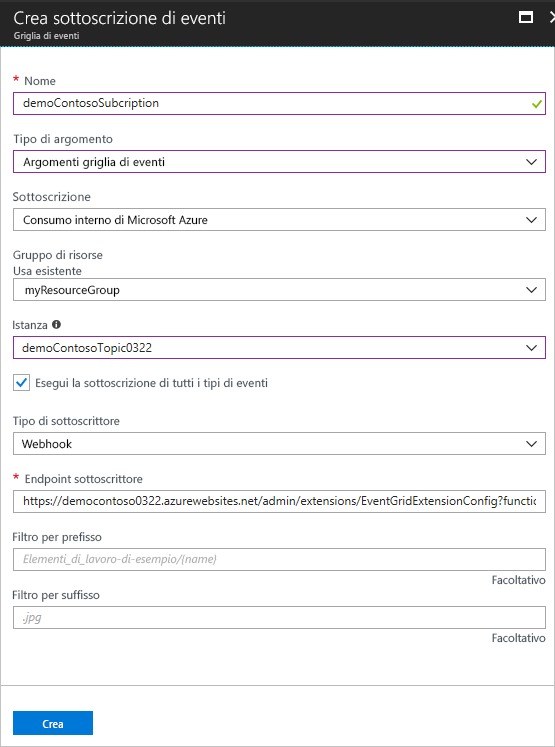 Crea sottoscrizione di eventi
Griglia di eventi
* Nome
demoContosoSubcription
Tipo di argomento
Argomenti griglia di eventi
Sottoscrizione
Consumo interno di Microsoft Azure
Gruppo di risorse
Usa esistente
myResourceGroup
Istanza
demoContosoTopic0322
Esegui la sottoscrizione di tutti i tipi di eventi
Tipo di sottoscrittore
Webhook
* Endpoint sottoscrittore
https://democontoso0322.azurewebsites.net/admin/extensions/EventGridExtensionConfig?functio
Filtro per prefisso
Elementi_di_lavoro-di-esempio/{name}
Facoltativo
Filtro per suffisso
.jpg
Facoltativo
Crea